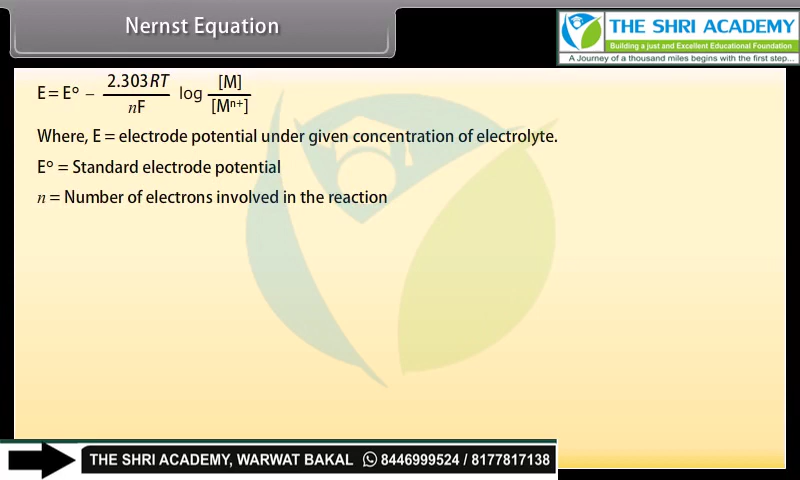 Nernst Equation
THE SHRI ACADEMY
Building a just and Excellent Educational Foundation
A Journey of a thousand miles begins with the first step...
E = E° – 2.303RT / nF log [M] / [Mⁿ⁺]
Where, E = electrode potential under given concentration of electrolyte.
E° = Standard electrode potential
n = Number of electrons involved in the reaction
THE SHRI ACADEMY, WARWAT BAKAL 8446999524 / 8177817138